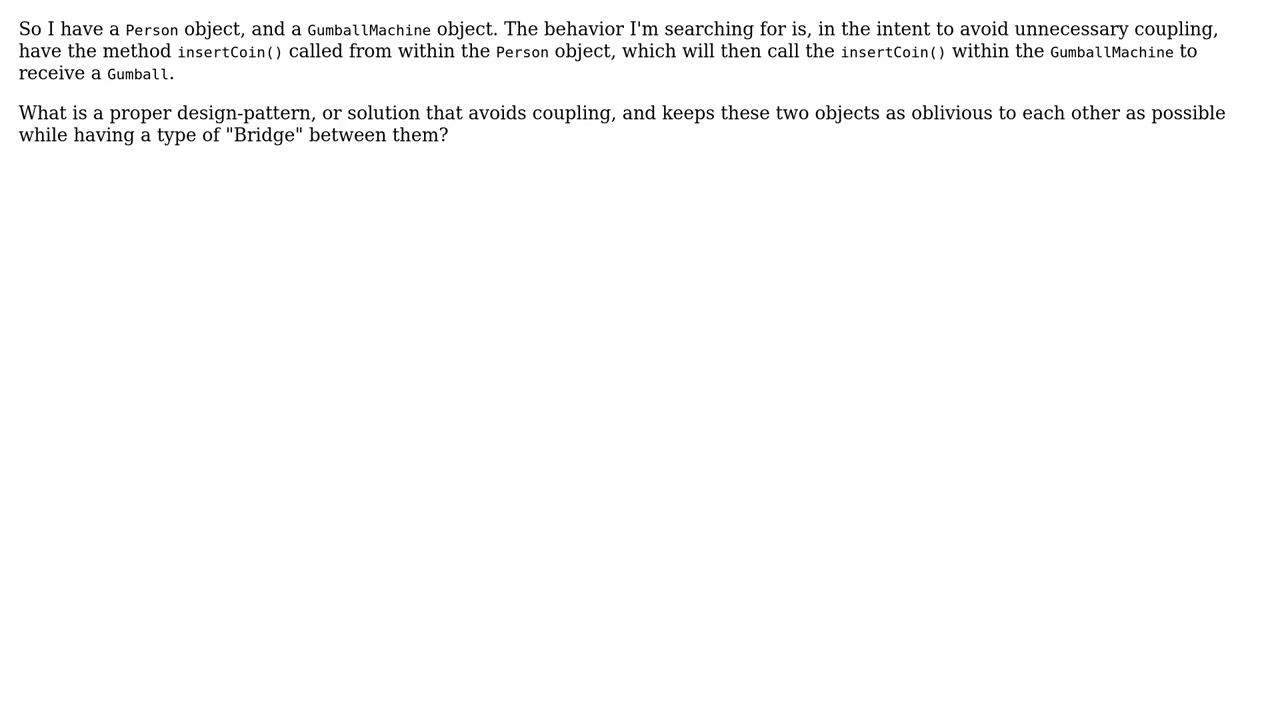 So I have a Person object, and a GumballMachine object. The behavior I'm searching for is, in the intent to avoid unnecessary coupling,
have the method insertCoin() called from within the Person object, which will then call the insertCoin() within the GumballMachine to
receive a Gumball.
What is a proper design-pattern, or solution that avoids coupling, and keeps these two objects as oblivious to each other as possible
while having a type of "Bridge" between them?